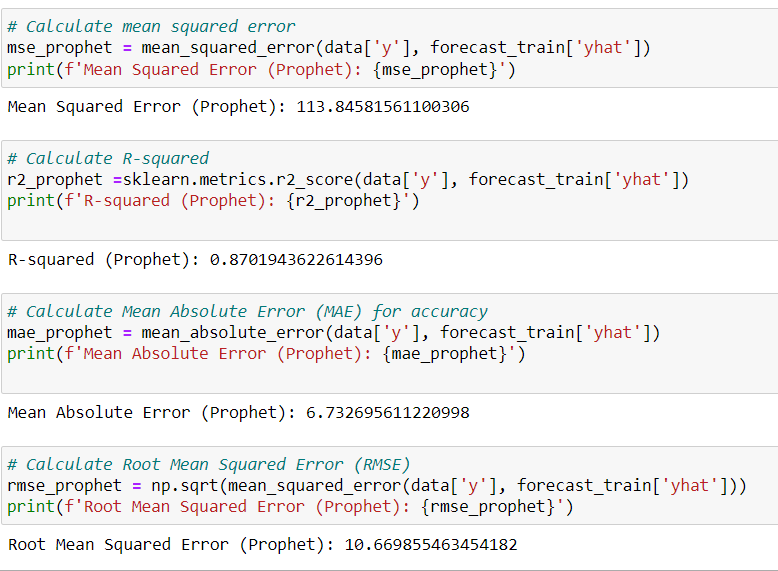 # Calculate mean squared error
mse_prophet = mean_squared_error(data['y'], forecast_train['yhat'])
print(f'Mean Squared Error (Prophet): {mse_prophet}')
Mean Squared Error (Prophet): 113.84581561100306
# Calculate R-squared
r2_prophet =sklearn.metrics.r2_score(data['y'], forecast_train['yhat'])
print(f'R-squared (Prophet): {r2_prophet}')
R-squared (Prophet): 0.8701943622614396
# Calculate Mean Absolute Error (MAE) for accuracy
mae_prophet = mean_absolute_error(data['y'], forecast_train['yhat'])
print(f'Mean Absolute Error (Prophet): {mae_prophet}')
Mean Absolute Error (Prophet): 6.732695611220998
# Calculate Root Mean Squared Error (RMSE)
rmse_prophet = np.sqrt(mean_squared_error(data['y'], forecast_train['yhat']))
print(f'Root Mean Squared Error (Prophet): {rmse_prophet}')
Root Mean Squared Error (Prophet): 10.669855463454182